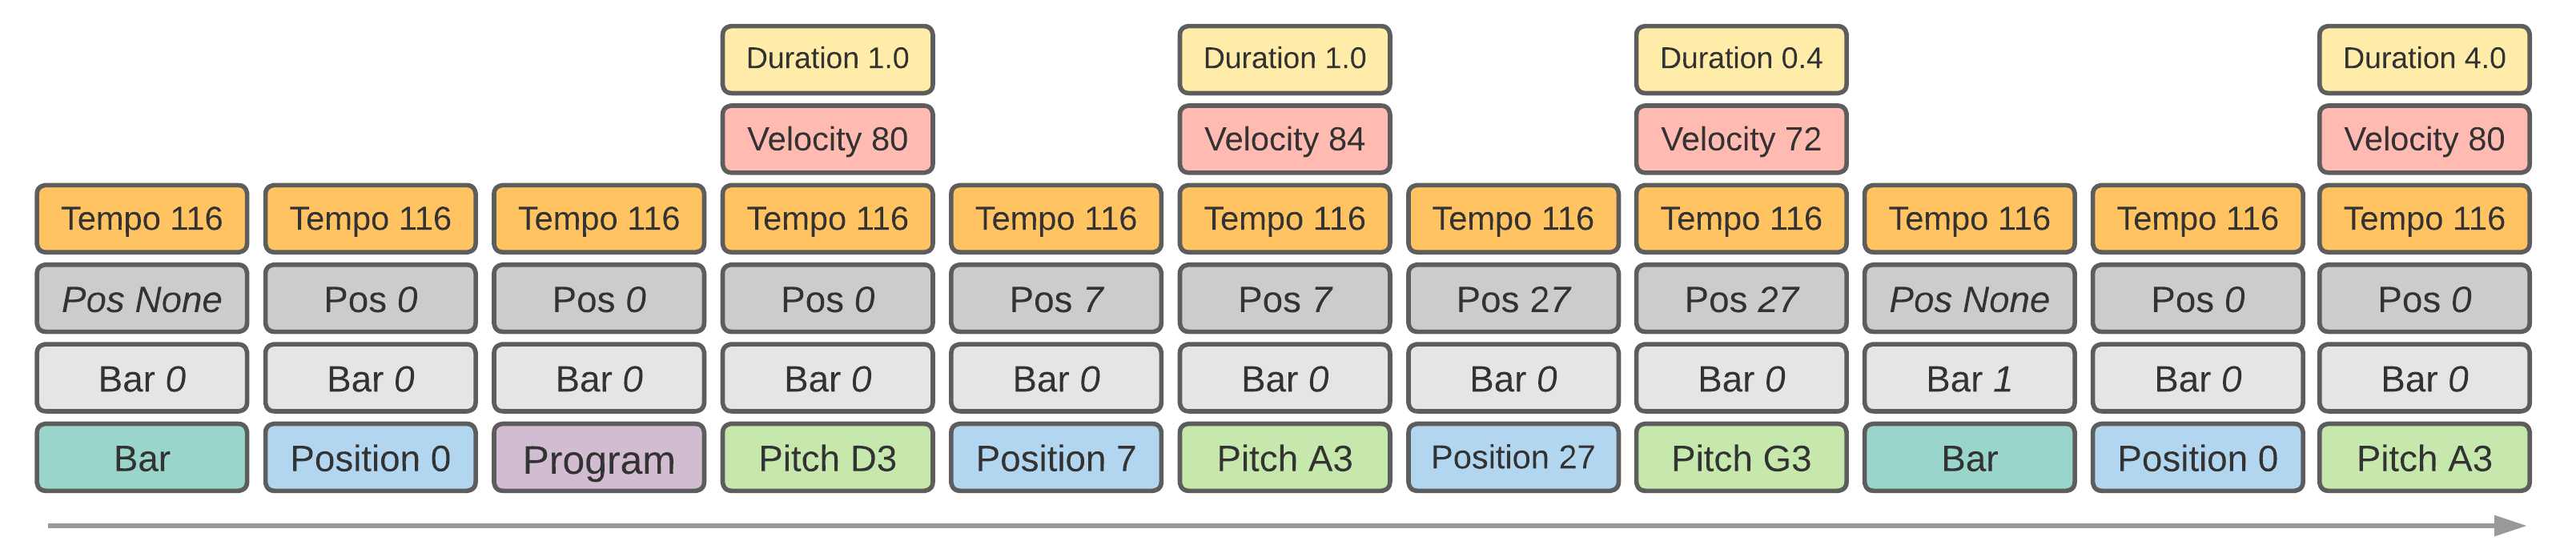 Duration 1.0
Duration 1.0
Duration 0.4
Duration 4.0
Velocity 80
Velocity 84
Velocity 72
Velocity 80
Tempo 116
Tempo 116
Tempo 116
Tempo 116
Tempo 116
Tempo 116
Tempo 116
Tempo 116
Tempo 116
Tempo 116
Tempo 116
Pos None
Pos 0
Pos 0
Pos 0
Pos 7
Pos 7
Pos 27
Pos 27
Pos None
Pos 0
Pos 0
Bar 0
Bar 0
Bar 0
Bar 0
Bar 0
Bar 0
Bar 0
Bar 0
Bar 1
Bar 0
Bar 0
Bar
Position 0
Program
Pitch D3
Position 7
Pitch A3
Position 27
Pitch G3
Bar
Position 0
Pitch A3